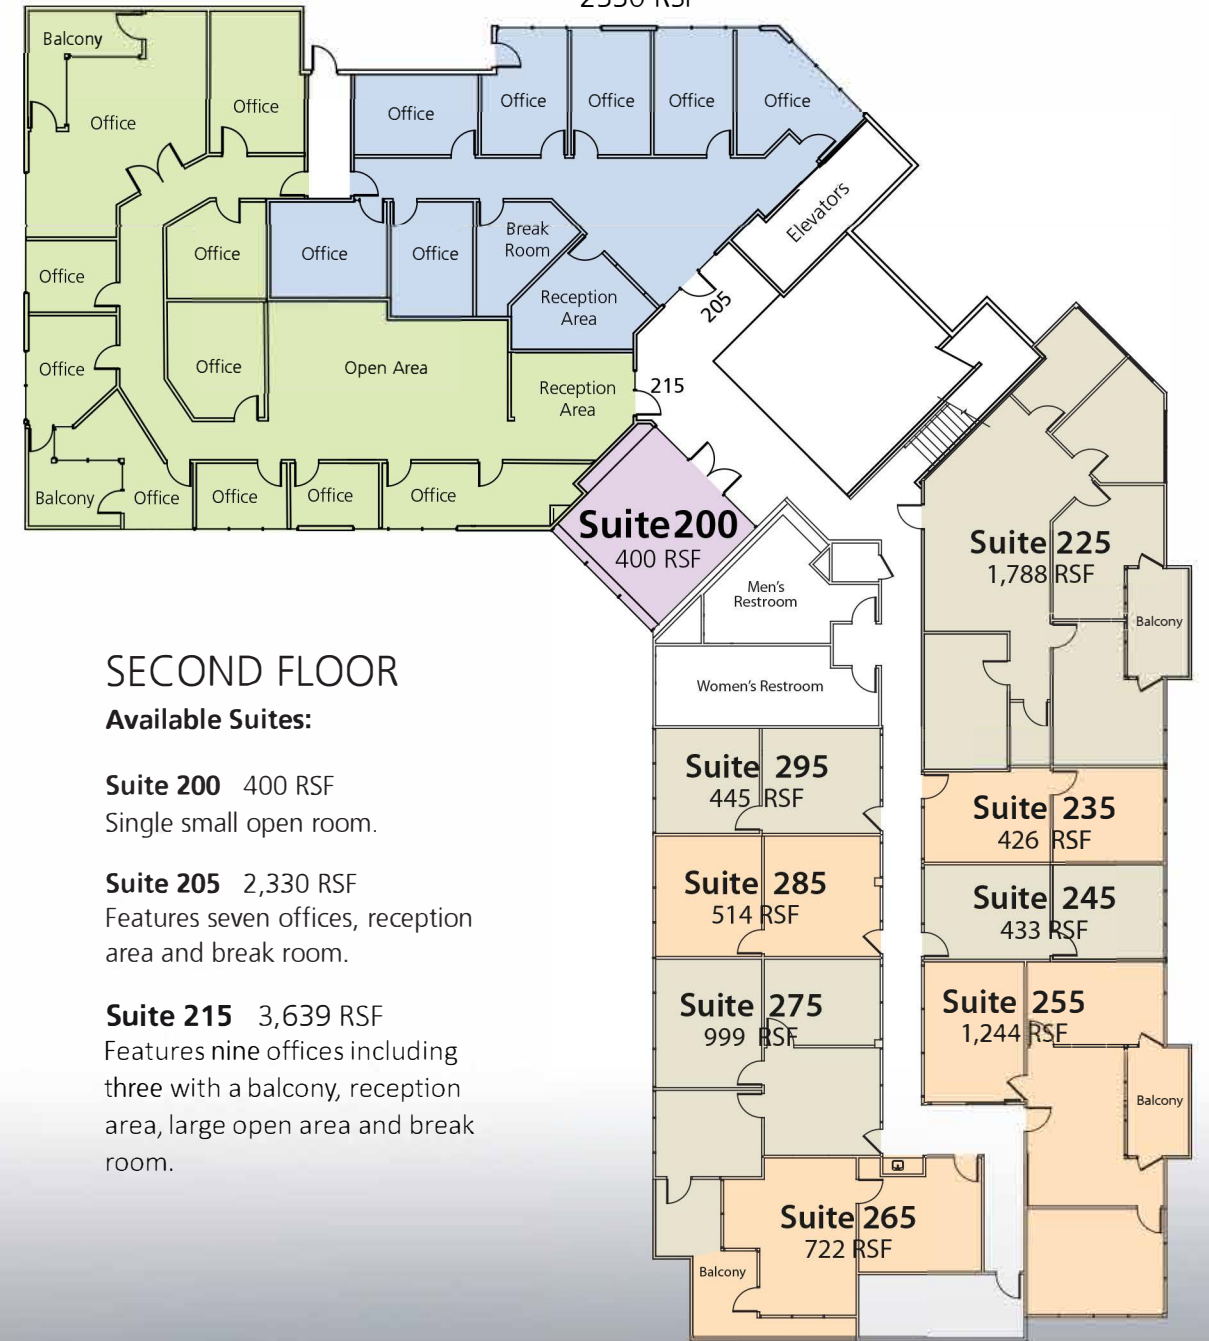 2330 RSF
Balcony
Office
Office
Office
Office
Office
Office
Office
Elevators
Office
Office
Office
Office
Break
Room
Office
Reception
Area
205
Office
Office
Open Area
Reception
Area
215
Balcony
Office
Office
Office
Office
Suite 200
400 RSF
Men's
Restroom
Women's Restroom
Suite 225
1,788 RSF
Balcony
SECOND FLOOR
Available Suites:
Suite 200 400 RSF
Single small open room.
Suite 205 2,330 RSF
Features seven offices, reception
area and break room.
Suite 215 3,639 RSF
Features nine offices including
three with a balcony, reception
area, large open area and break
room.
Suite 295
445 RSF
Suite 235
426 RSF
Suite 285
514 RSF
Suite 245
433 RSF
Suite 275
999 RSF
Suite 255
1,244 RSF
Balcony
Suite 265
722 RSF
Balcony